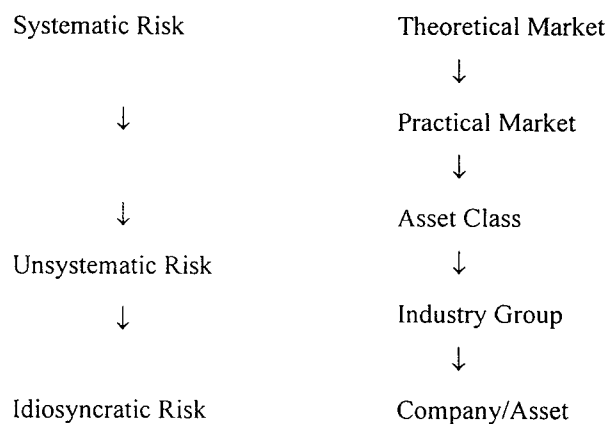 Systematic Risk Theoretical Market
↓
↓ Practical Market
↓
↓ Asset Class
Unsystematic Risk ↓
↓ Industry Group
↓
Idiosyncratic Risk Company/Asset